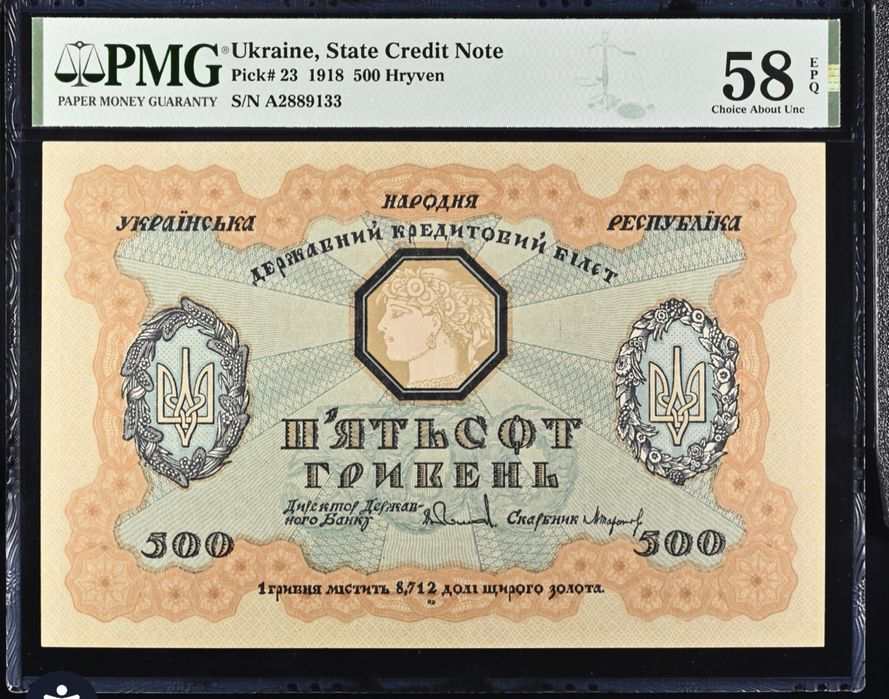 PMG® Ukraine, State Credit Note
Pick# 23 1918 500 Hryven
PAPER MONEY GUARANTY S/N A2889133
58 EPQ
Choice About Unc
НАРОДНЯ
УКРАЇНСЬКА РЕСПУБЛІКА
ДЕРЖАВНИЙ КРЕДИТОВИЙ БІЛЄТ
П'ЯТЬСОТ
ГРИВЕНЬ
Директор Держав-
ного Банку
Скарбник
500 500
1 гривня містить 8,712 долі щирого золота.